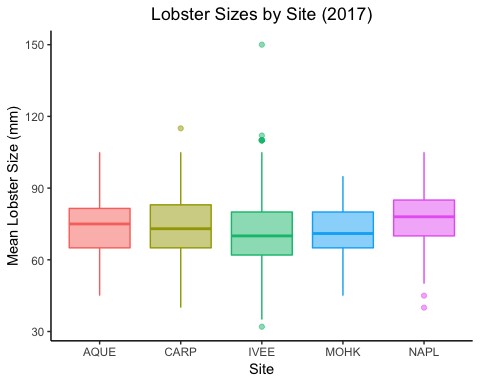 Lobster Sizes by Site (2017)
Mean Lobster Size (mm)
150
120
90
60
30
AQUE CARP IVEE MOHK NAPL
Site